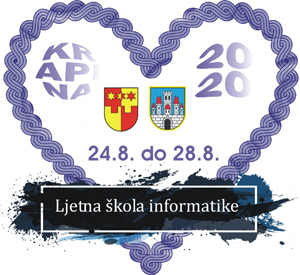 KR
API
NA
20
20
24.8. do 28.8.
Ljetna škola informatike